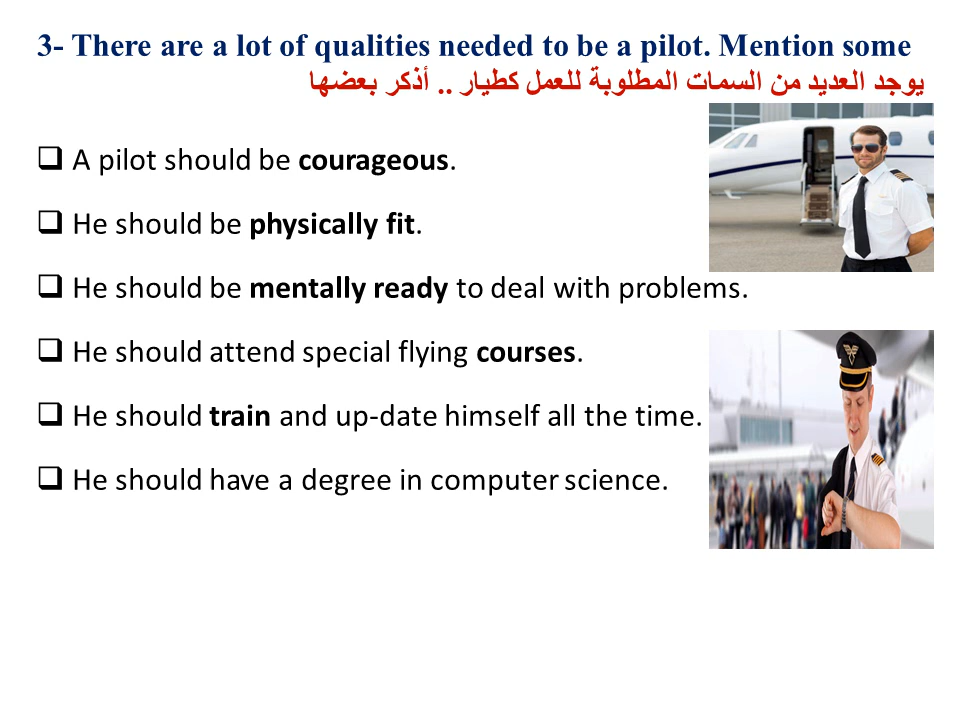 3- There are a lot of qualities needed to be a pilot. Mention some
يوجد العديد من السمات المطلوبة للعمل كطيار .. أذكر بعضها
❑ A pilot should be courageous.
❑ He should be physically fit.
❑ He should be mentally ready to deal with problems.
❑ He should attend special flying courses.
❑ He should train and up-date himself all the time.
❑ He should have a degree in computer science.